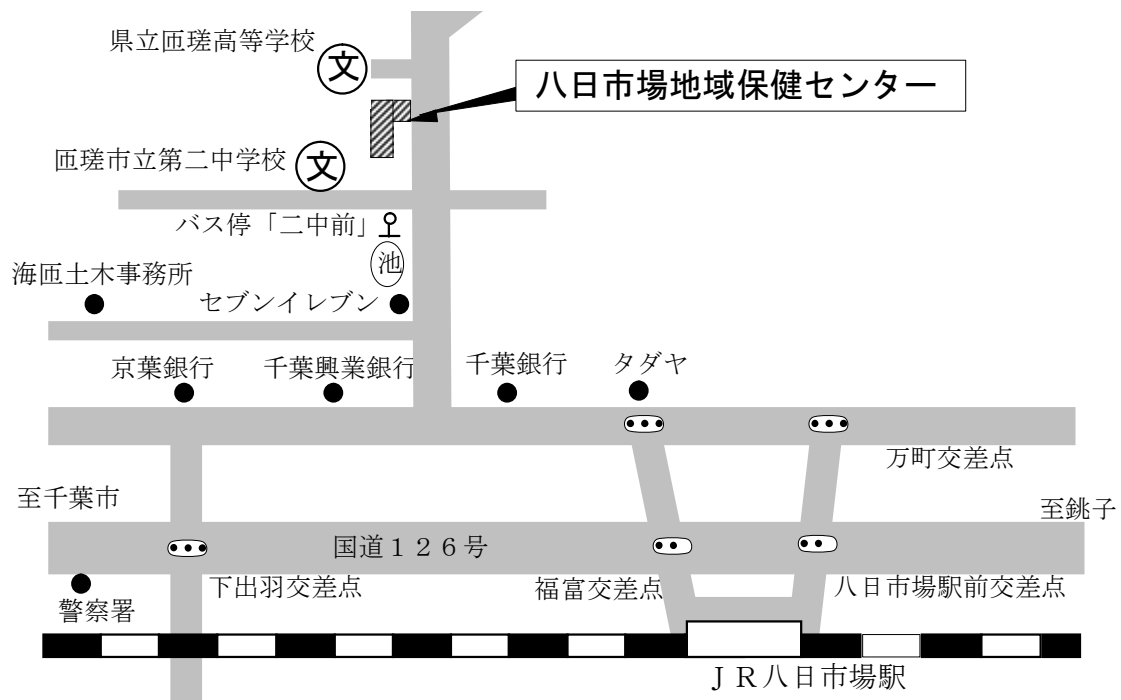 県立匝瑳高等学校
文
八日市場地域保健センター
匝瑳市立第二中学校
文
バス停「二中前」
池
海匝土木事務所
セブンイレブン
京葉銀行
千葉興業銀行
千葉銀行
タダヤ
万町交差点
至千葉市
至銚子
国道１２６号
下出羽交差点
福富交差点
八日市場駅前交差点
警察署
ＪＲ八日市場駅